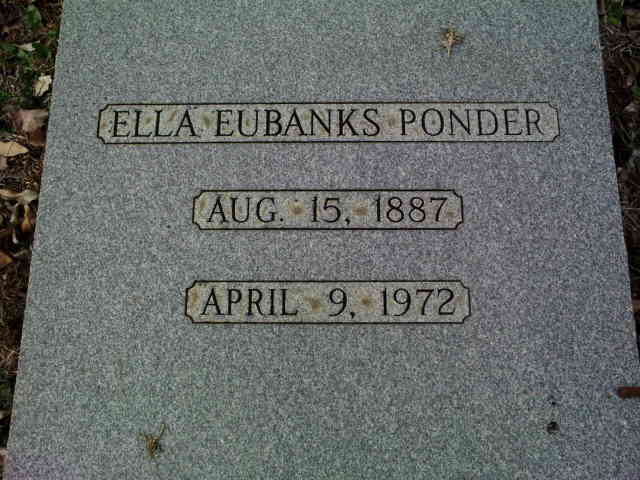 ELLA EUBANKS PONDER
AUG. 15, 1887
APRIL 9, 1972